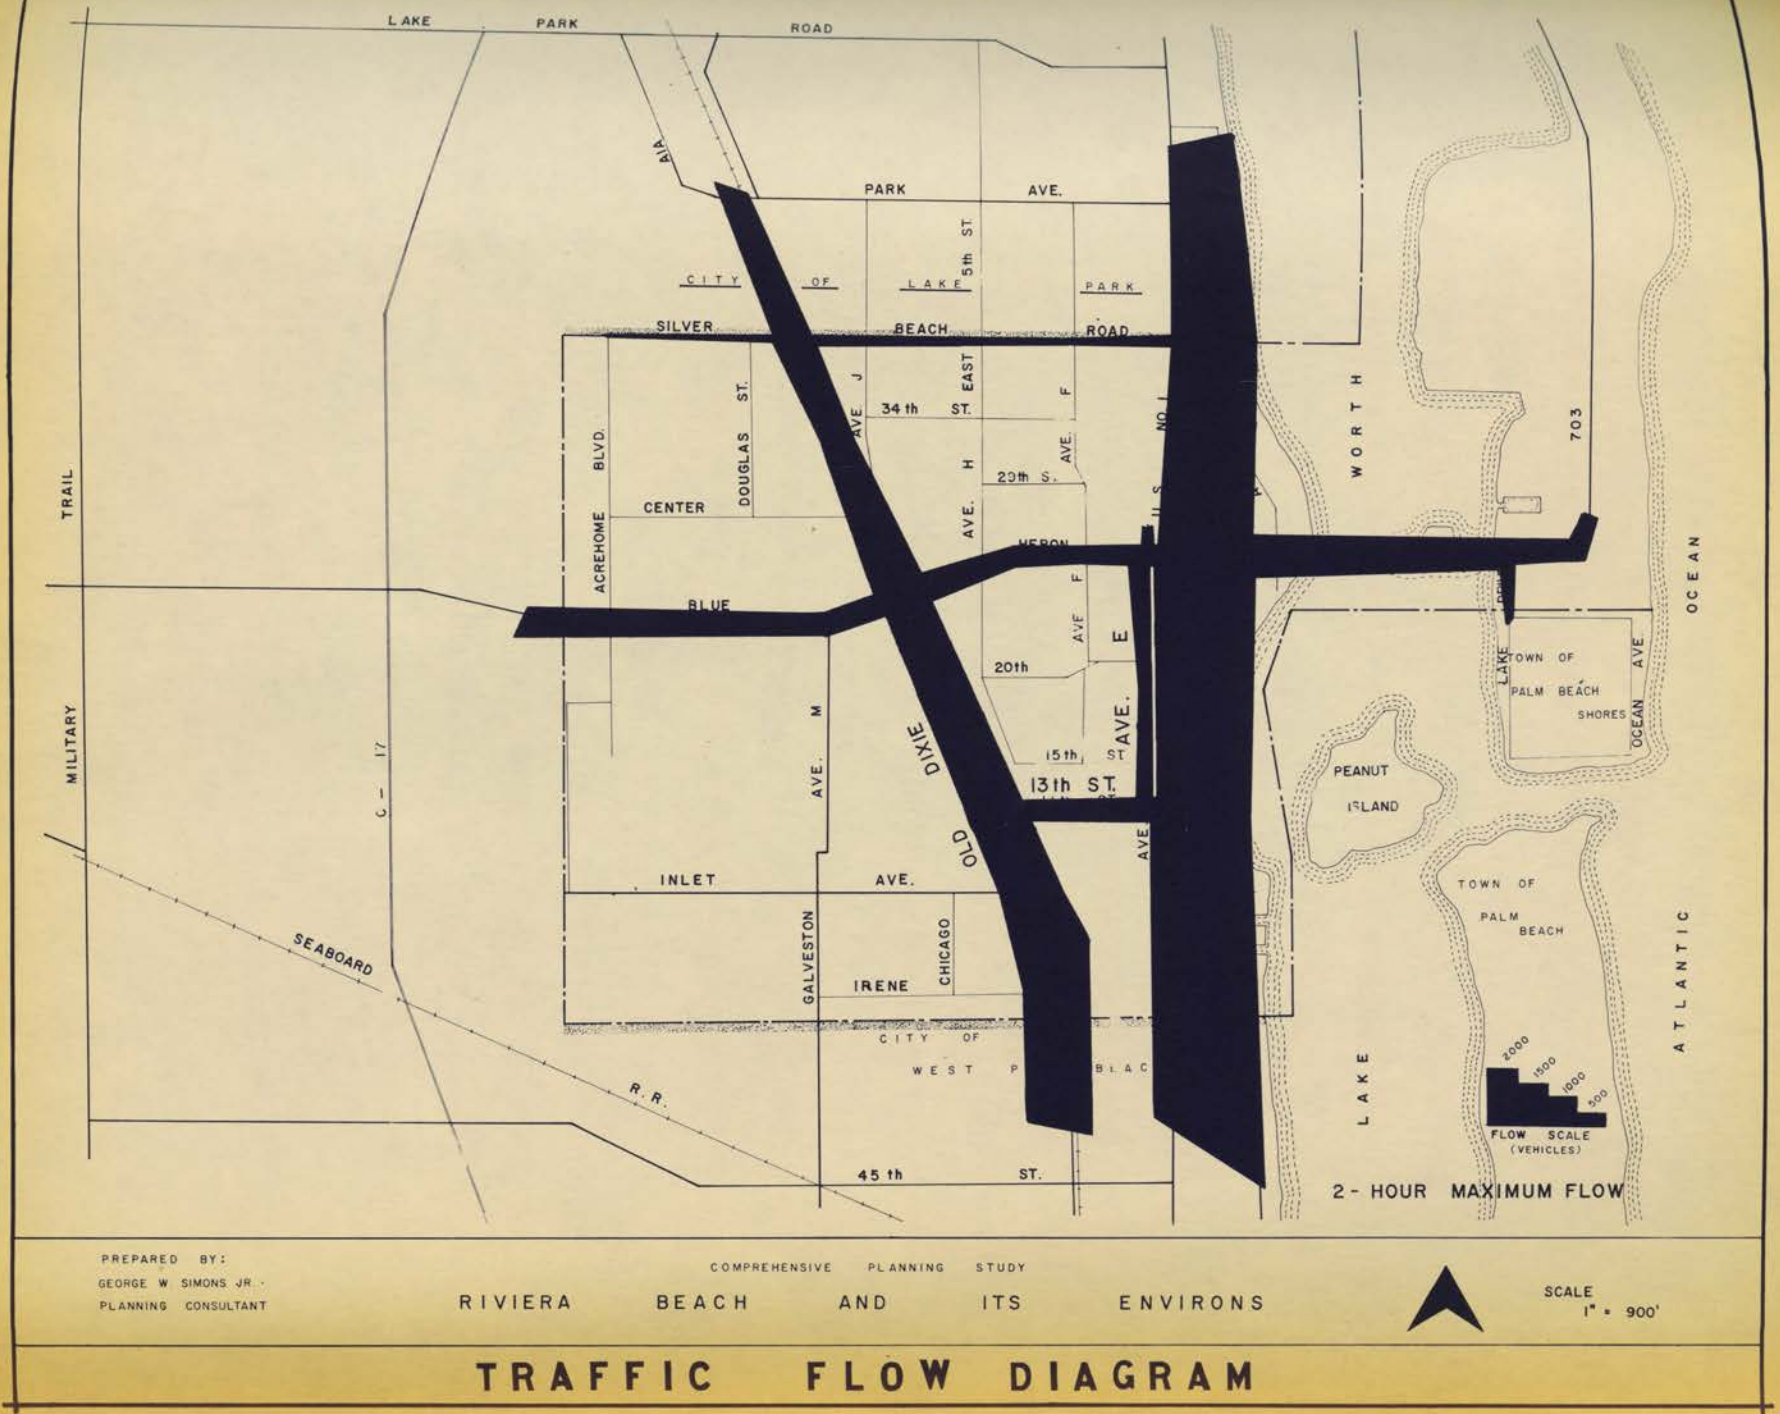 LAKE PARK ROAD
A1A
PARK AVE.
5th ST.
CITY OF LAKE PARK
SILVER BEACH ROAD
ACREHOME BLVD.
DOUGLAS ST.
AVE J
34th ST.
AVE. H EAST
AVE. F
U S NO. 1
29th S.
CENTER
HERON
BLUE
AVE F
AVE. E
20th
15th ST
13th ST.
AVE
OLD DIXIE
AVE. M
INLET AVE.
GALVESTON
CHICAGO
IRENE
CITY OF
WEST P
45th ST.
MILITARY TRAIL
C-17
SEABOARD R.R.
LAKE WORTH
703
LAKE
TOWN OF
PALM BEACH
SHORES
OCEAN AVE
PEANUT
ISLAND
TOWN OF
PALM
BEACH
ATLANTIC OCEAN
2000
1500
1000
500
FLOW SCALE
(VEHICLES)
2-HOUR MAXIMUM FLOW
PREPARED BY:
GEORGE W SIMONS JR.
PLANNING CONSULTANT
COMPREHENSIVE PLANNING STUDY
RIVIERA BEACH AND ITS ENVIRONS
SCALE
1" = 900'
TRAFFIC FLOW DIAGRAM